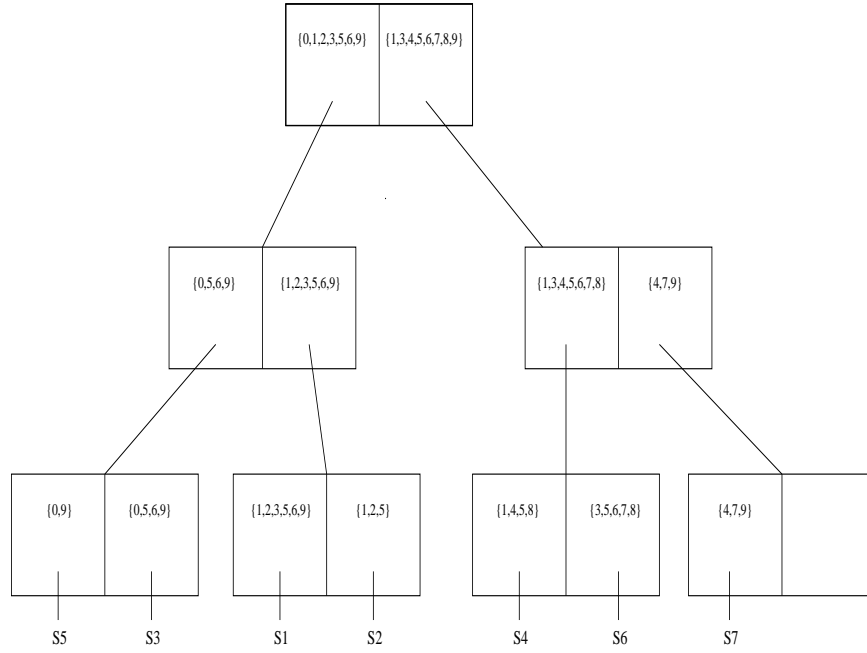 {0,1,2,3,5,6,9} {1,3,4,5,6,7,8,9}
{0,5,6,9} {1,2,3,5,6,9} {1,3,4,5,6,7,8} {4,7,9}
{0,9} {0,5,6,9} {1,2,3,5,6,9} {1,2,5} {1,4,5,8} {3,5,6,7,8} {4,7,9}
S5 S3 S1 S2 S4 S6 S7